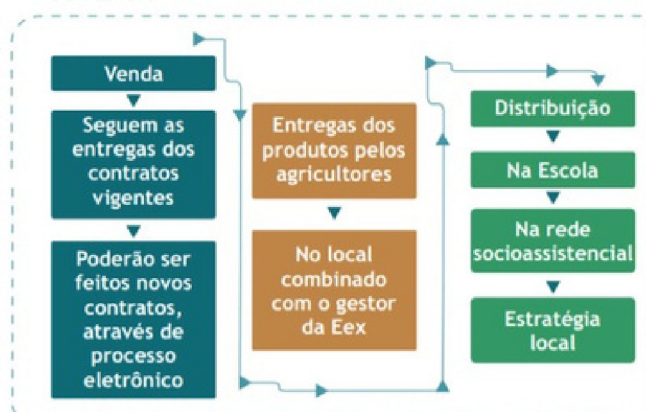 Venda
Seguem as
entregas dos
contratos
vigentes
Poderão ser
feitos novos
contratos,
através de
processo
eletrônico
Entregas dos
produtos pelos
agricultores
No local
combinado
com o gestor
da Eex
Distribuição
Na Escola
Na rede
socioassistencial
Estratégia
local